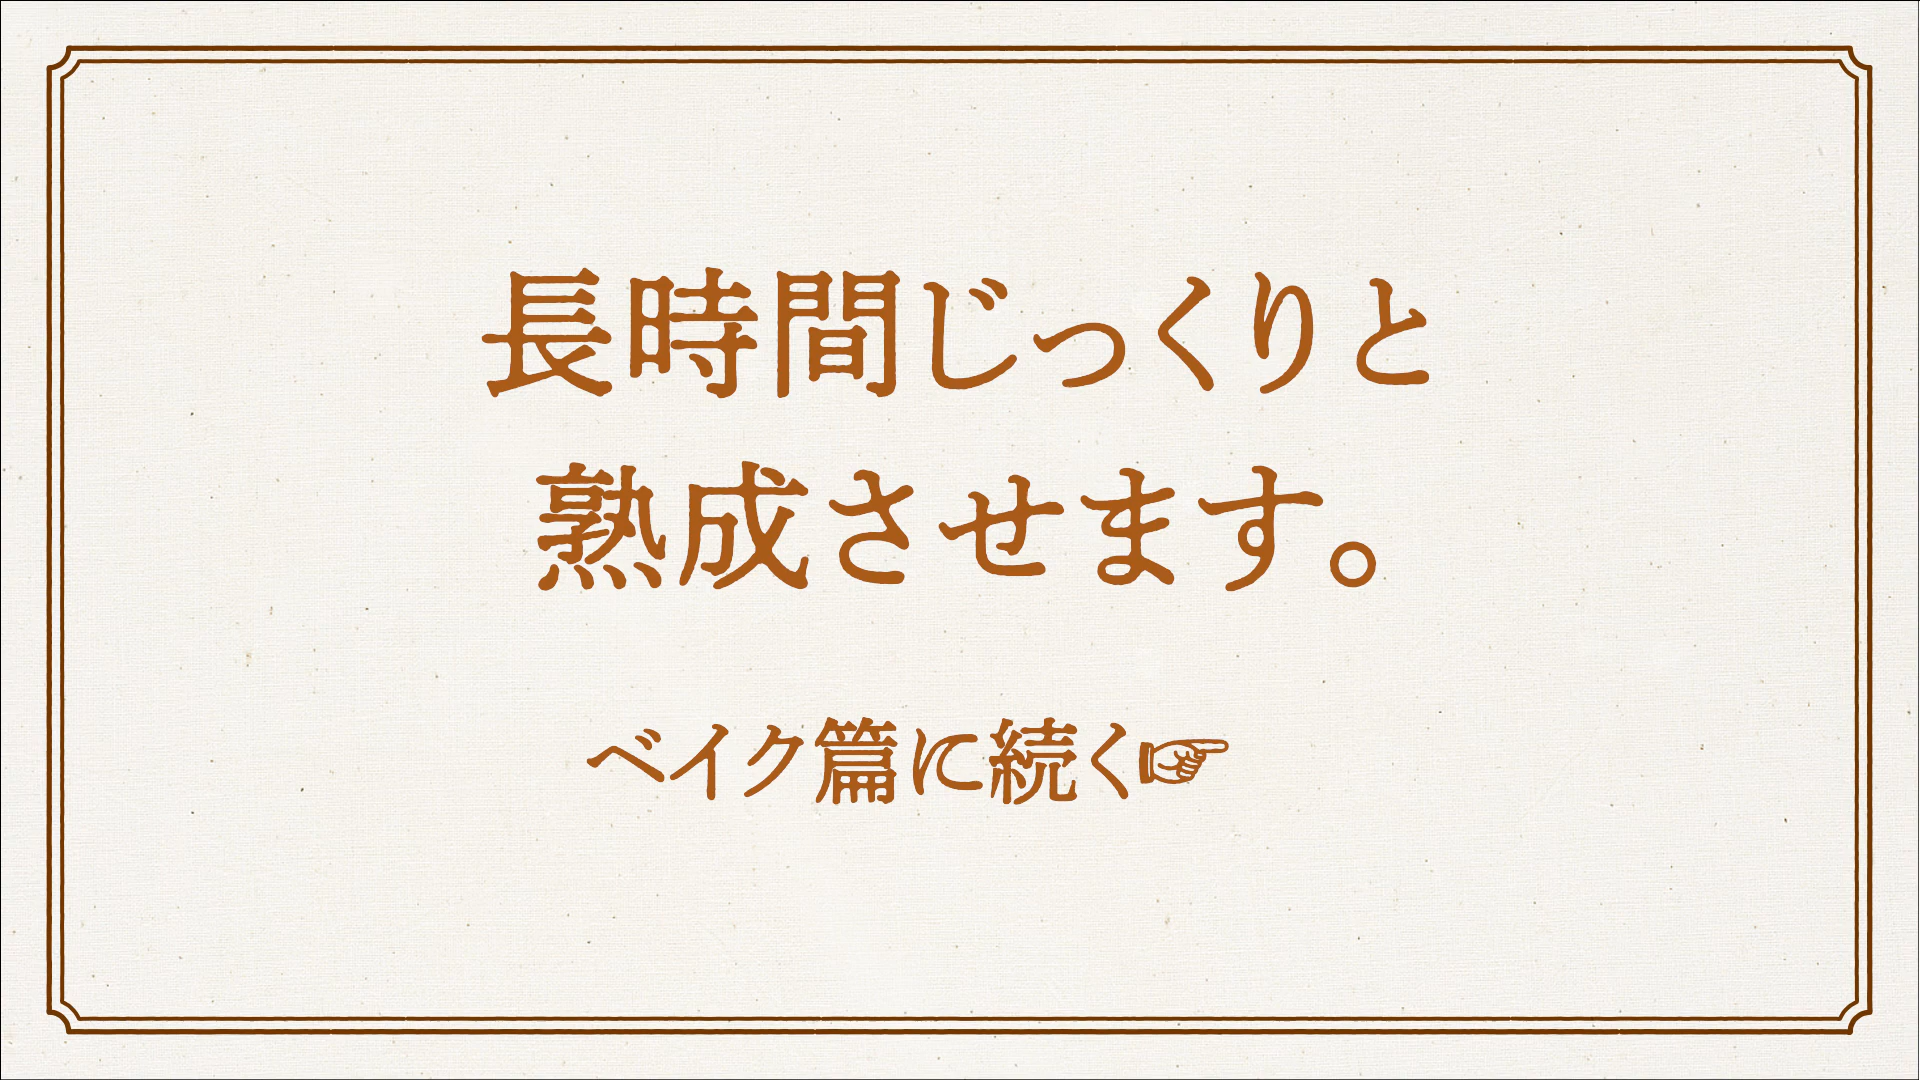 長時間じっくりと
熟成させます。
ベイク篇に続く☞